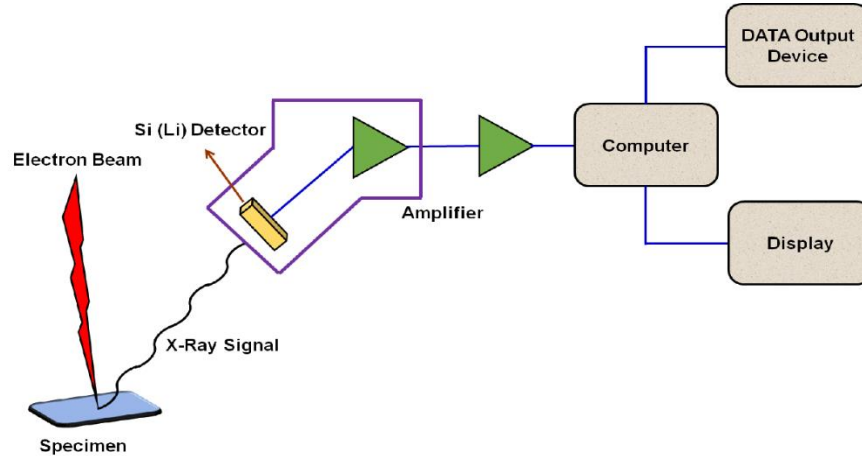 DATA Output
Device
Si (Li) Detector
Electron Beam
Computer
Amplifier
Display
X-Ray Signal
Specimen